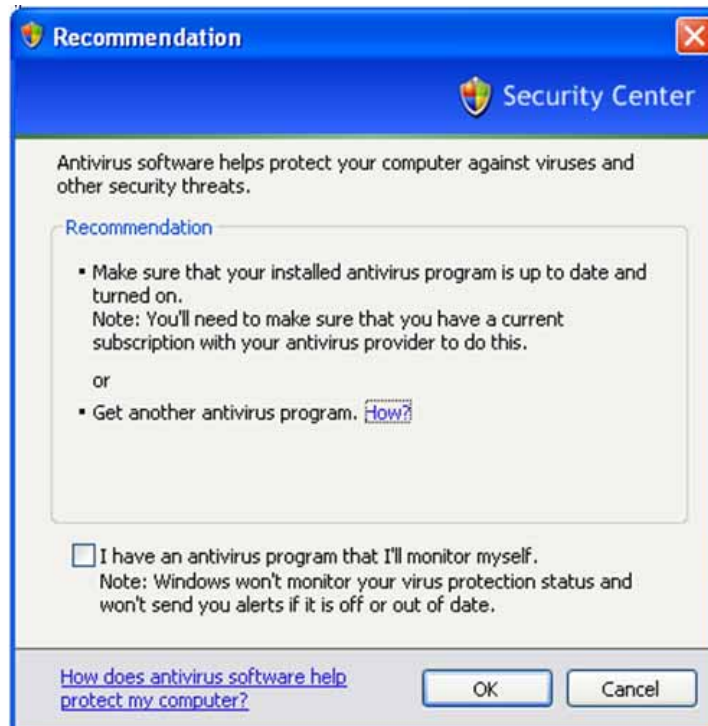 Recommendation
Security Center
Antivirus software helps protect your computer against viruses and
other security threats.
Recommendation
▪ Make sure that your installed antivirus program is up to date and
turned on.
Note: You'll need to make sure that you have a current
subscription with your antivirus provider to do this.
or
▪ Get another antivirus program. How?
I have an antivirus program that I'll monitor myself.
Note: Windows won't monitor your virus protection status and
won't send you alerts if it is off or out of date.
How does antivirus software help
protect my computer?
OK
Cancel